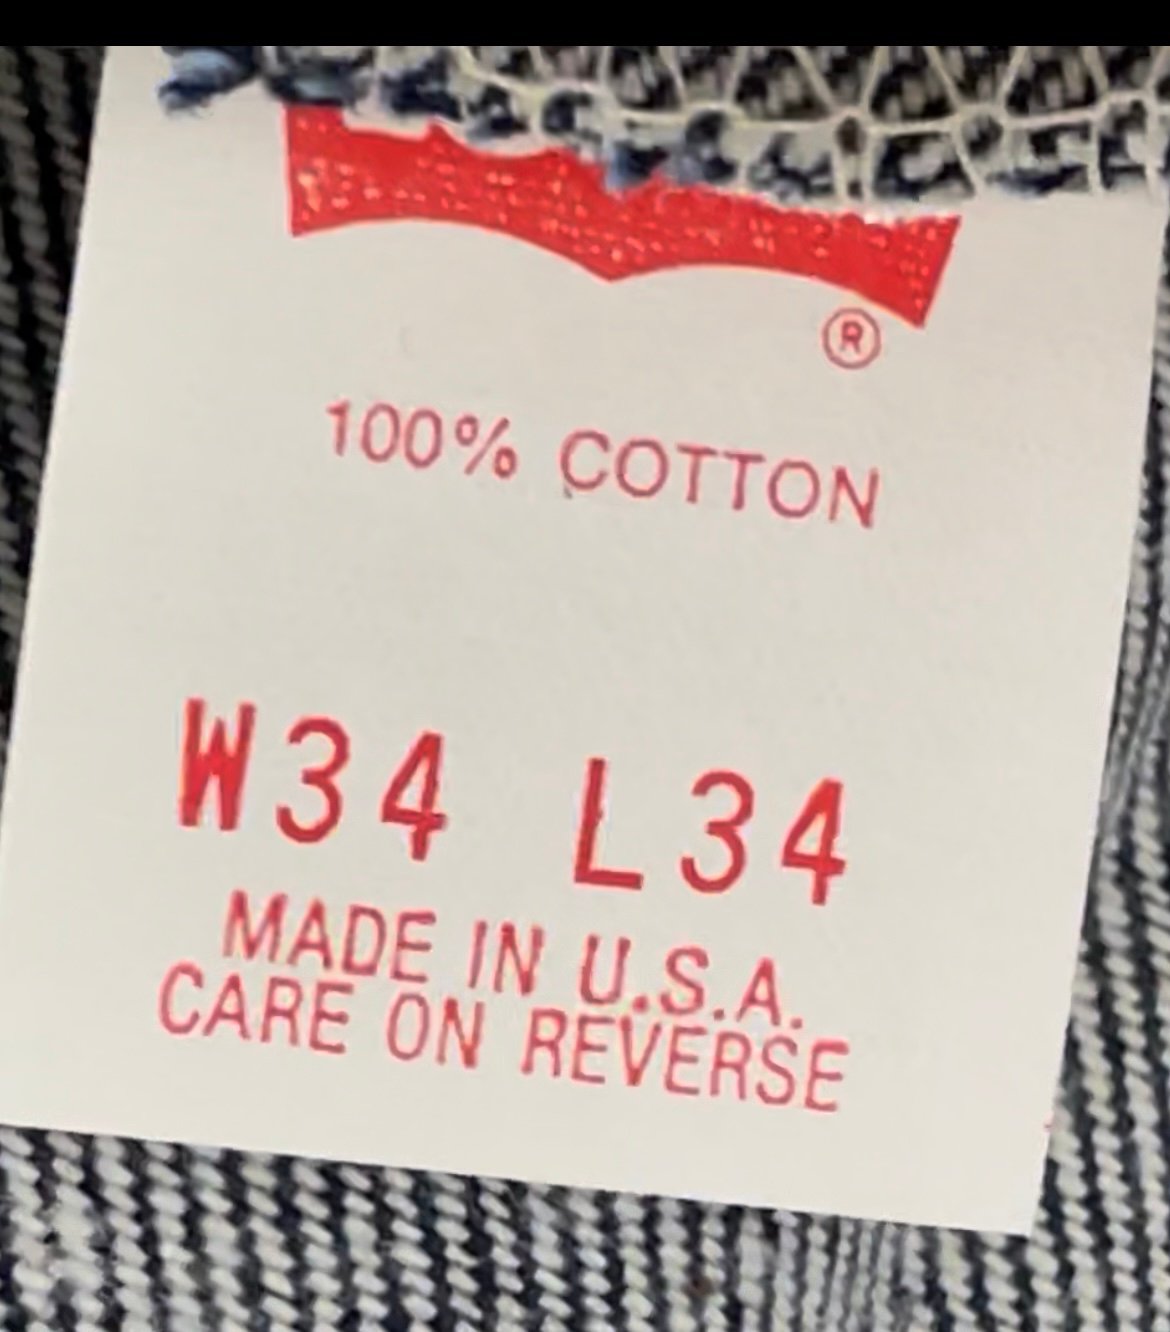 ®
100% COTTON
W34 L34
MADE IN U.S.A.
CARE ON REVERSE